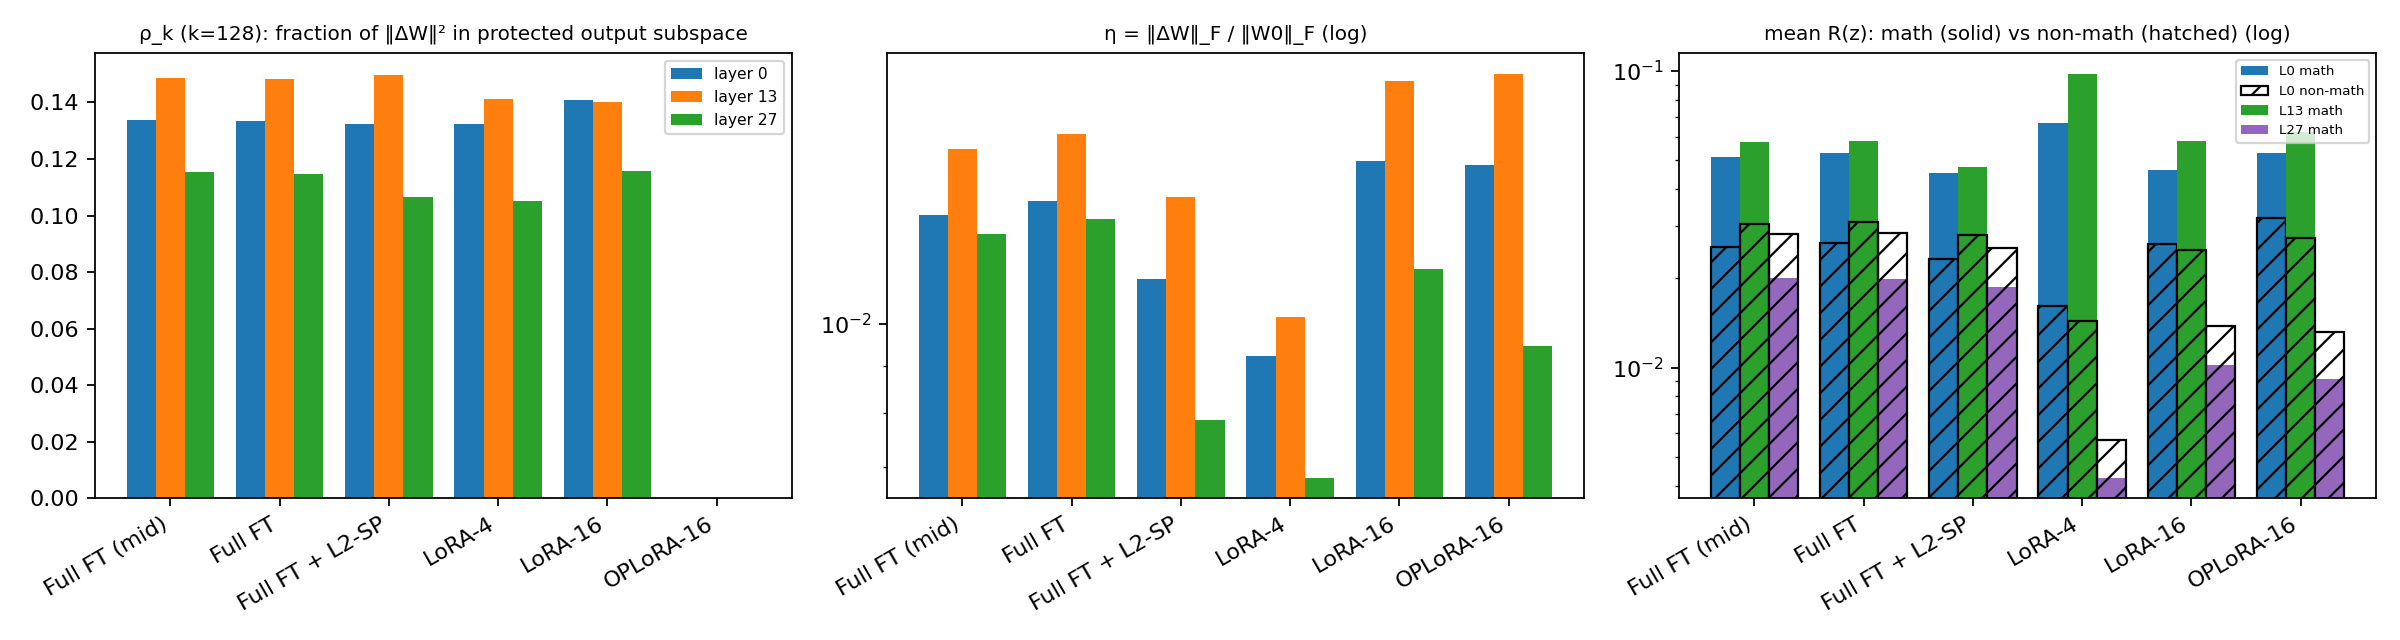 ρ_k (k=128): fraction of ‖ΔW‖² in protected output subspace
0.14
0.12
0.10
0.08
0.06
0.04
0.02
0.00
layer 0
layer 13
layer 27
Full FT (mid)
Full FT
Full FT + L2-SP
LoRA-4
LoRA-16
OPLoRA-16
η = ‖ΔW‖_F / ‖W0‖_F (log)
10⁻²
Full FT (mid)
Full FT
Full FT + L2-SP
LoRA-4
LoRA-16
OPLoRA-16
mean R(z): math (solid) vs non-math (hatched) (log)
10⁻¹
10⁻²
L0 math
L0 non-math
L13 math
L27 math
Full FT (mid)
Full FT
Full FT + L2-SP
LoRA-4
LoRA-16
OPLoRA-16